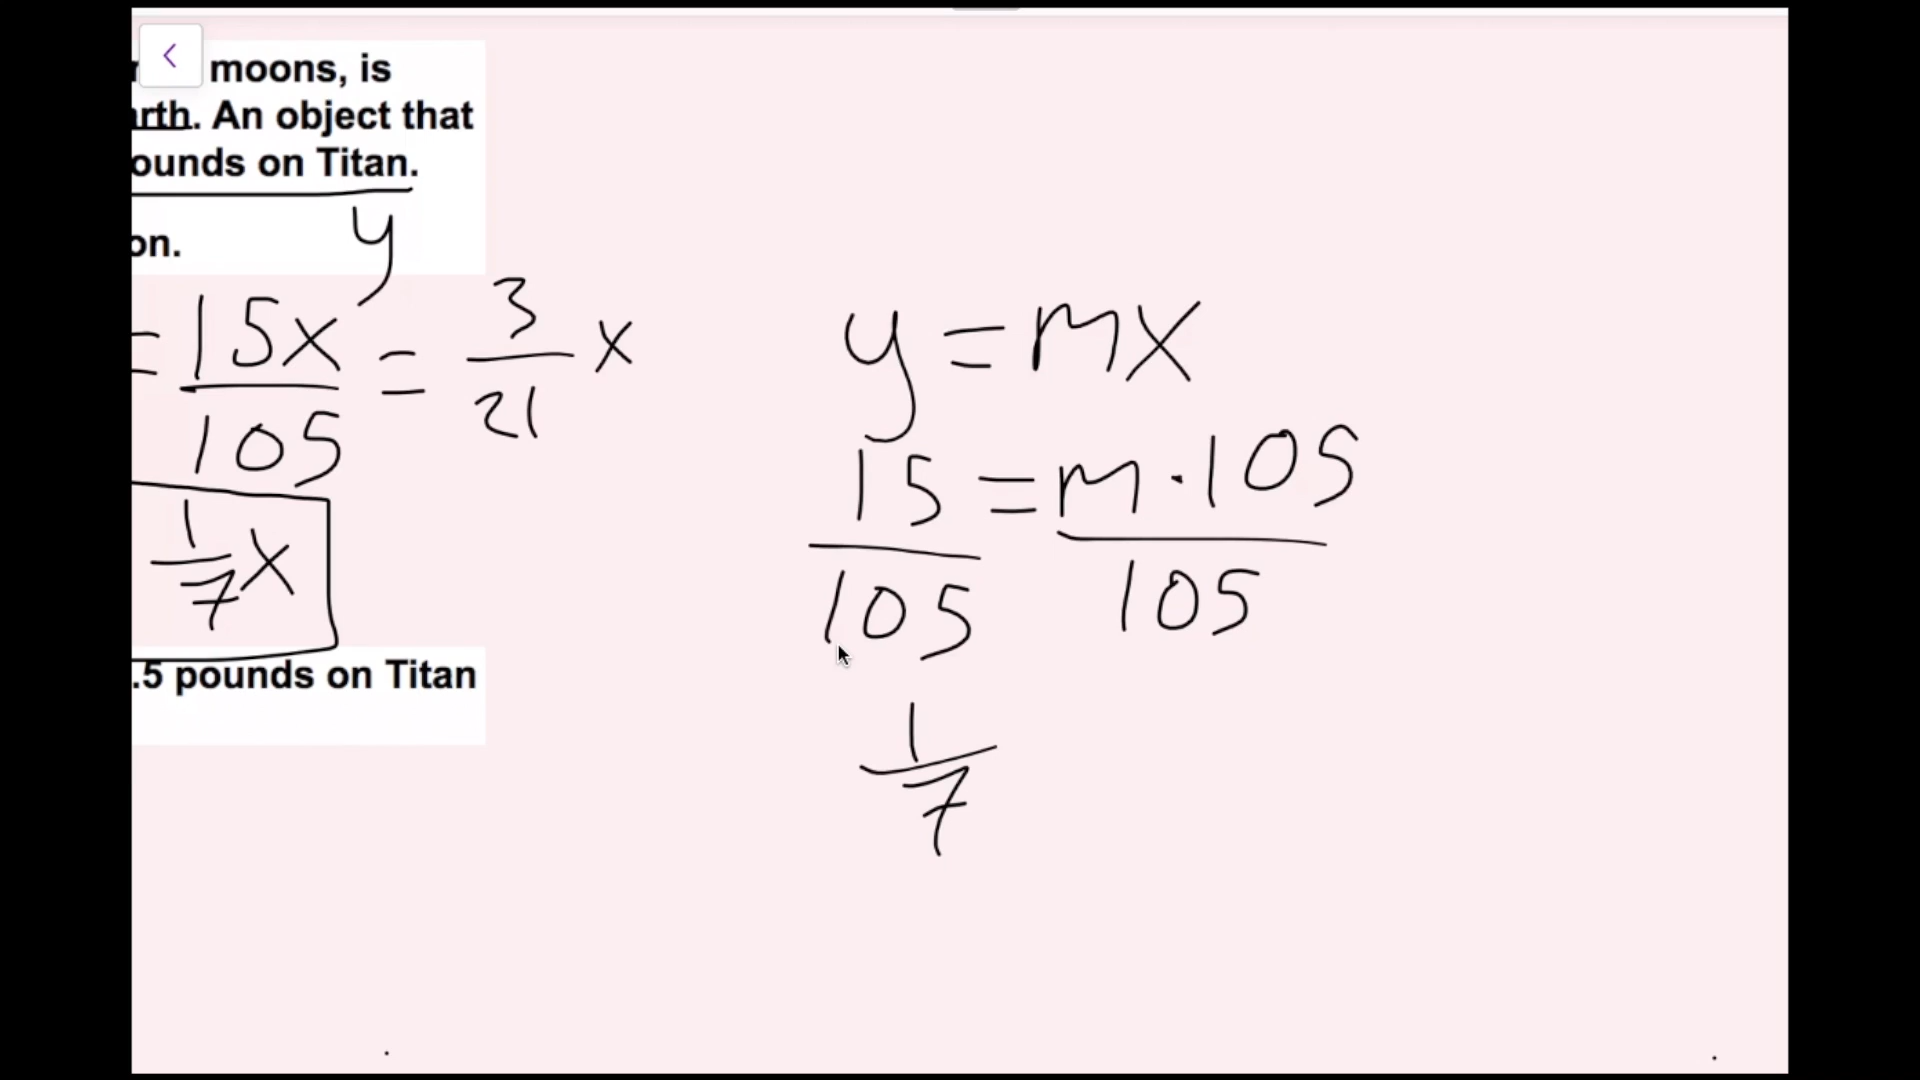 moons, is
arth. An object that
ounds on Titan.
on.
y
= 15x/105 = 3/21 x
1/7 x
.5 pounds on Titan
y = mx
15/105 = m · 105/105
1/7